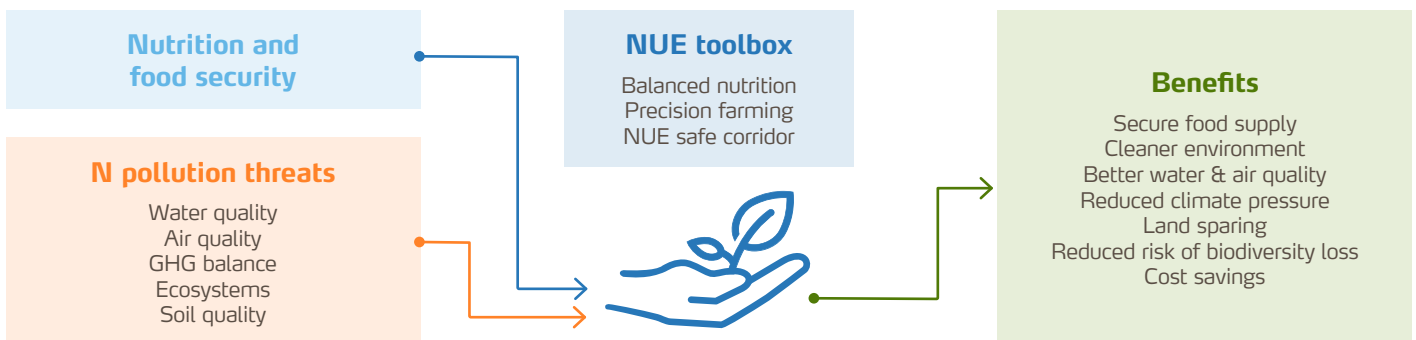 Nutrition and
food security
N pollution threats
Water quality
Air quality
GHG balance
Ecosystems
Soil quality
NUE toolbox
Balanced nutrition
Precision farming
NUE safe corridor
Benefits
Secure food supply
Cleaner environment
Better water & air quality
Reduced climate pressure
Land sparing
Reduced risk of biodiversity loss
Cost savings